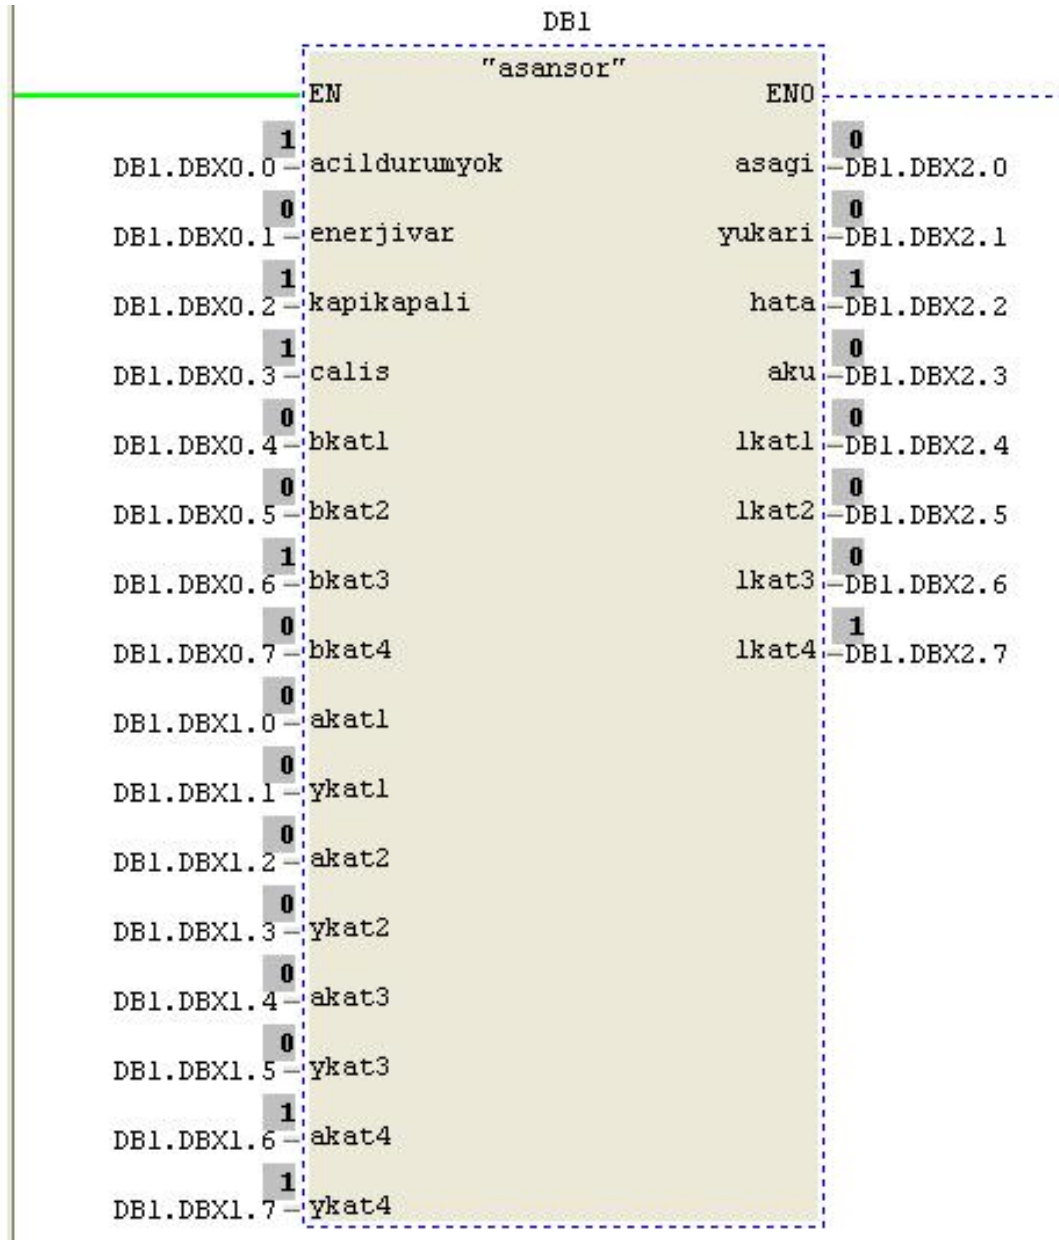 DB1
"asansor"
EN ENO
1 0
DB1.DBX0.0 acildurumyok asagi DB1.DBX2.0
0 0
DB1.DBX0.1 enerjivar yukari DB1.DBX2.1
1 1
DB1.DBX0.2 kapikapali hata DB1.DBX2.2
1 0
DB1.DBX0.3 calis aku DB1.DBX2.3
0 0
DB1.DBX0.4 bkat1 lkat1 DB1.DBX2.4
0 0
DB1.DBX0.5 bkat2 lkat2 DB1.DBX2.5
1 0
DB1.DBX0.6 bkat3 lkat3 DB1.DBX2.6
0 1
DB1.DBX0.7 bkat4 lkat4 DB1.DBX2.7
0
DB1.DBX1.0 akat1
0
DB1.DBX1.1 ykat1
0
DB1.DBX1.2 akat2
0
DB1.DBX1.3 ykat2
0
DB1.DBX1.4 akat3
0
DB1.DBX1.5 ykat3
1
DB1.DBX1.6 akat4
1
DB1.DBX1.7 ykat4